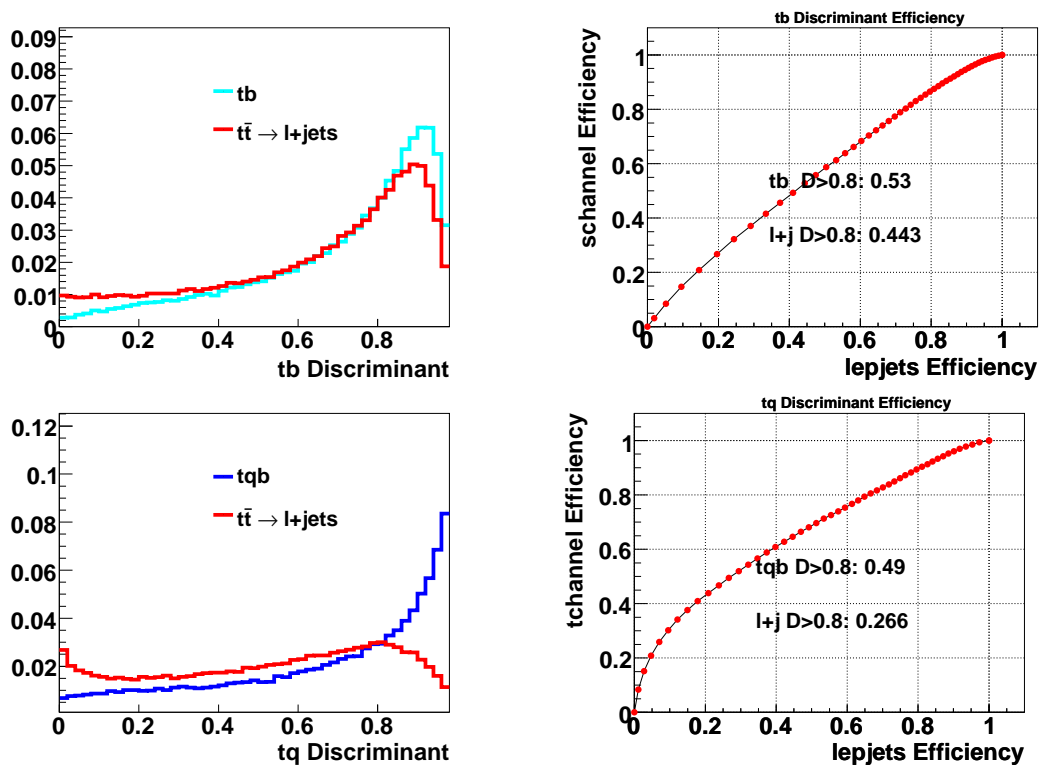 0.09
0.08
0.07
0.06
0.05
0.04
0.03
0.02
0.01
0
tb
tt̄ → l+jets
0 0.2 0.4 0.6 0.8
tb Discriminant
tb Discriminant Efficiency
schannel Efficiency
1
0.8
0.6
0.4
0.2
0
tb D>0.8: 0.53
l+j D>0.8: 0.443
0 0.2 0.4 0.6 0.8 1
lepjets Efficiency
0.12
0.1
0.08
0.06
0.04
0.02
tqb
tt̄ → l+jets
0 0.2 0.4 0.6 0.8
tq Discriminant
tq Discriminant Efficiency
tchannel Efficiency
1
0.8
0.6
0.4
0.2
0
tqb D>0.8: 0.49
l+j D>0.8: 0.266
0 0.2 0.4 0.6 0.8 1
lepjets Efficiency